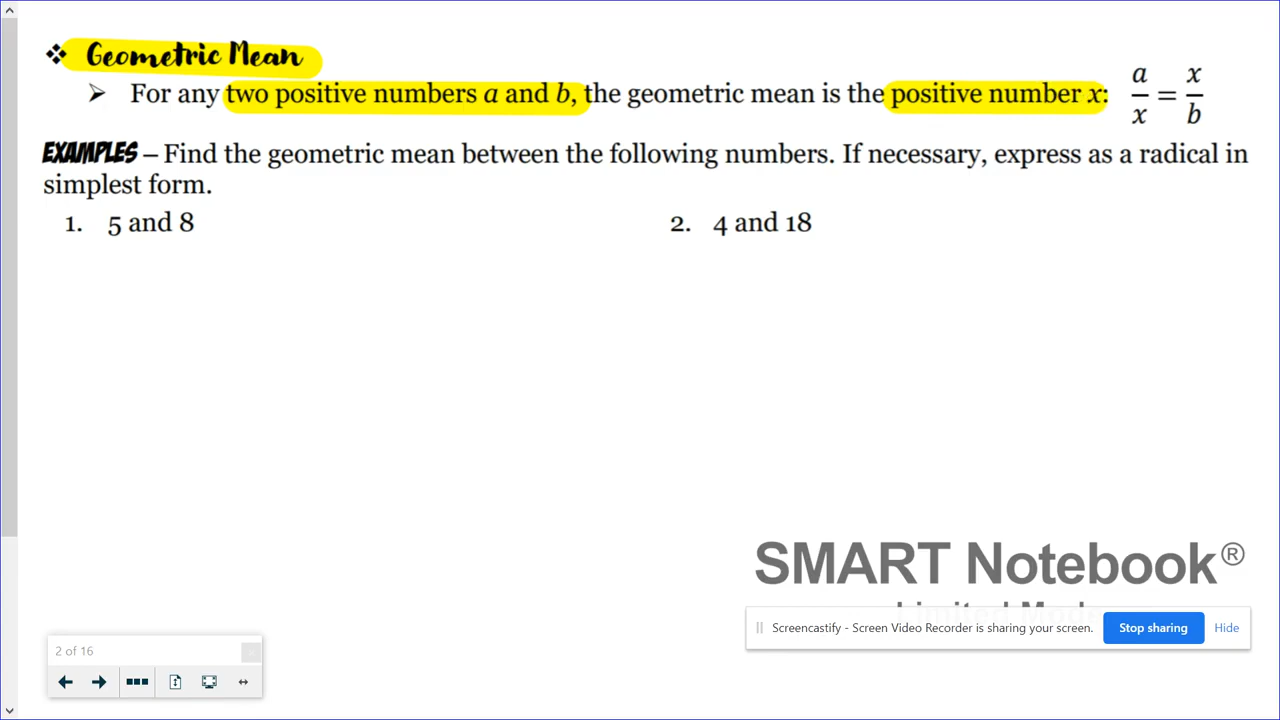 ❖ Geometric Mean
➢ For any two positive numbers a and b, the geometric mean is the positive number x: a/x = x/b
EXAMPLES – Find the geometric mean between the following numbers. If necessary, express as a radical in
simplest form.
1. 5 and 8
2. 4 and 18
SMART Notebook®
Limited Mode
Screencastify - Screen Video Recorder is sharing your screen. Stop sharing Hide
2 of 16